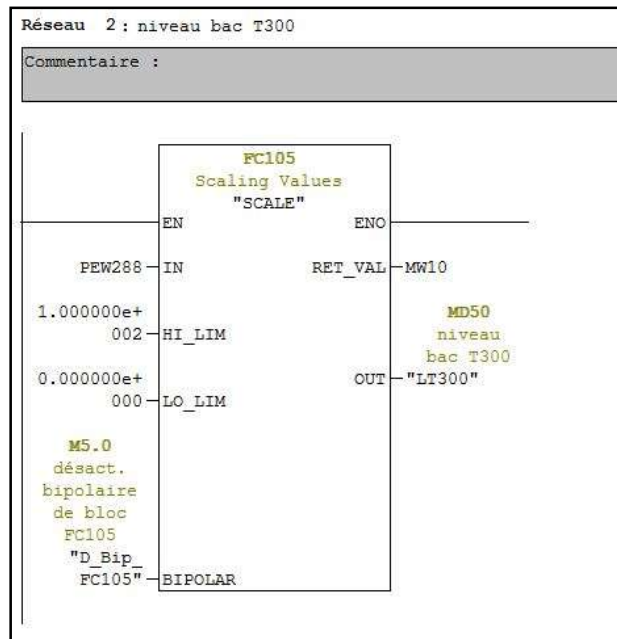 Réseau 2 : niveau bac T300
Commentaire :
FC105
Scaling Values
"SCALE"
EN ENO
PEW288 IN RET_VAL MW10
1.000000e+
002 HI_LIM
MD50
niveau
bac T300
OUT "LT300"
0.000000e+
000 LO_LIM
M5.0
désact.
bipolaire
de bloc
FC105
"D_Bip_
FC105" BIPOLAR